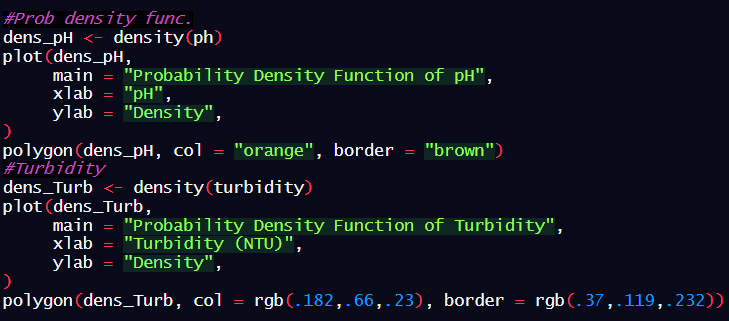 #Prob density func.
dens_pH <- density(ph)
plot(dens_pH,
     main = "Probability Density Function of pH",
     xlab = "pH",
     ylab = "Density",
)
polygon(dens_pH, col = "orange", border = "brown")
#Turbidity
dens_Turb <- density(turbidity)
plot(dens_Turb,
     main = "Probability Density Function of Turbidity",
     xlab = "Turbidity (NTU)",
     ylab = "Density",
)
polygon(dens_Turb, col = rgb(.182,.66,.23), border = rgb(.37,.119,.232))